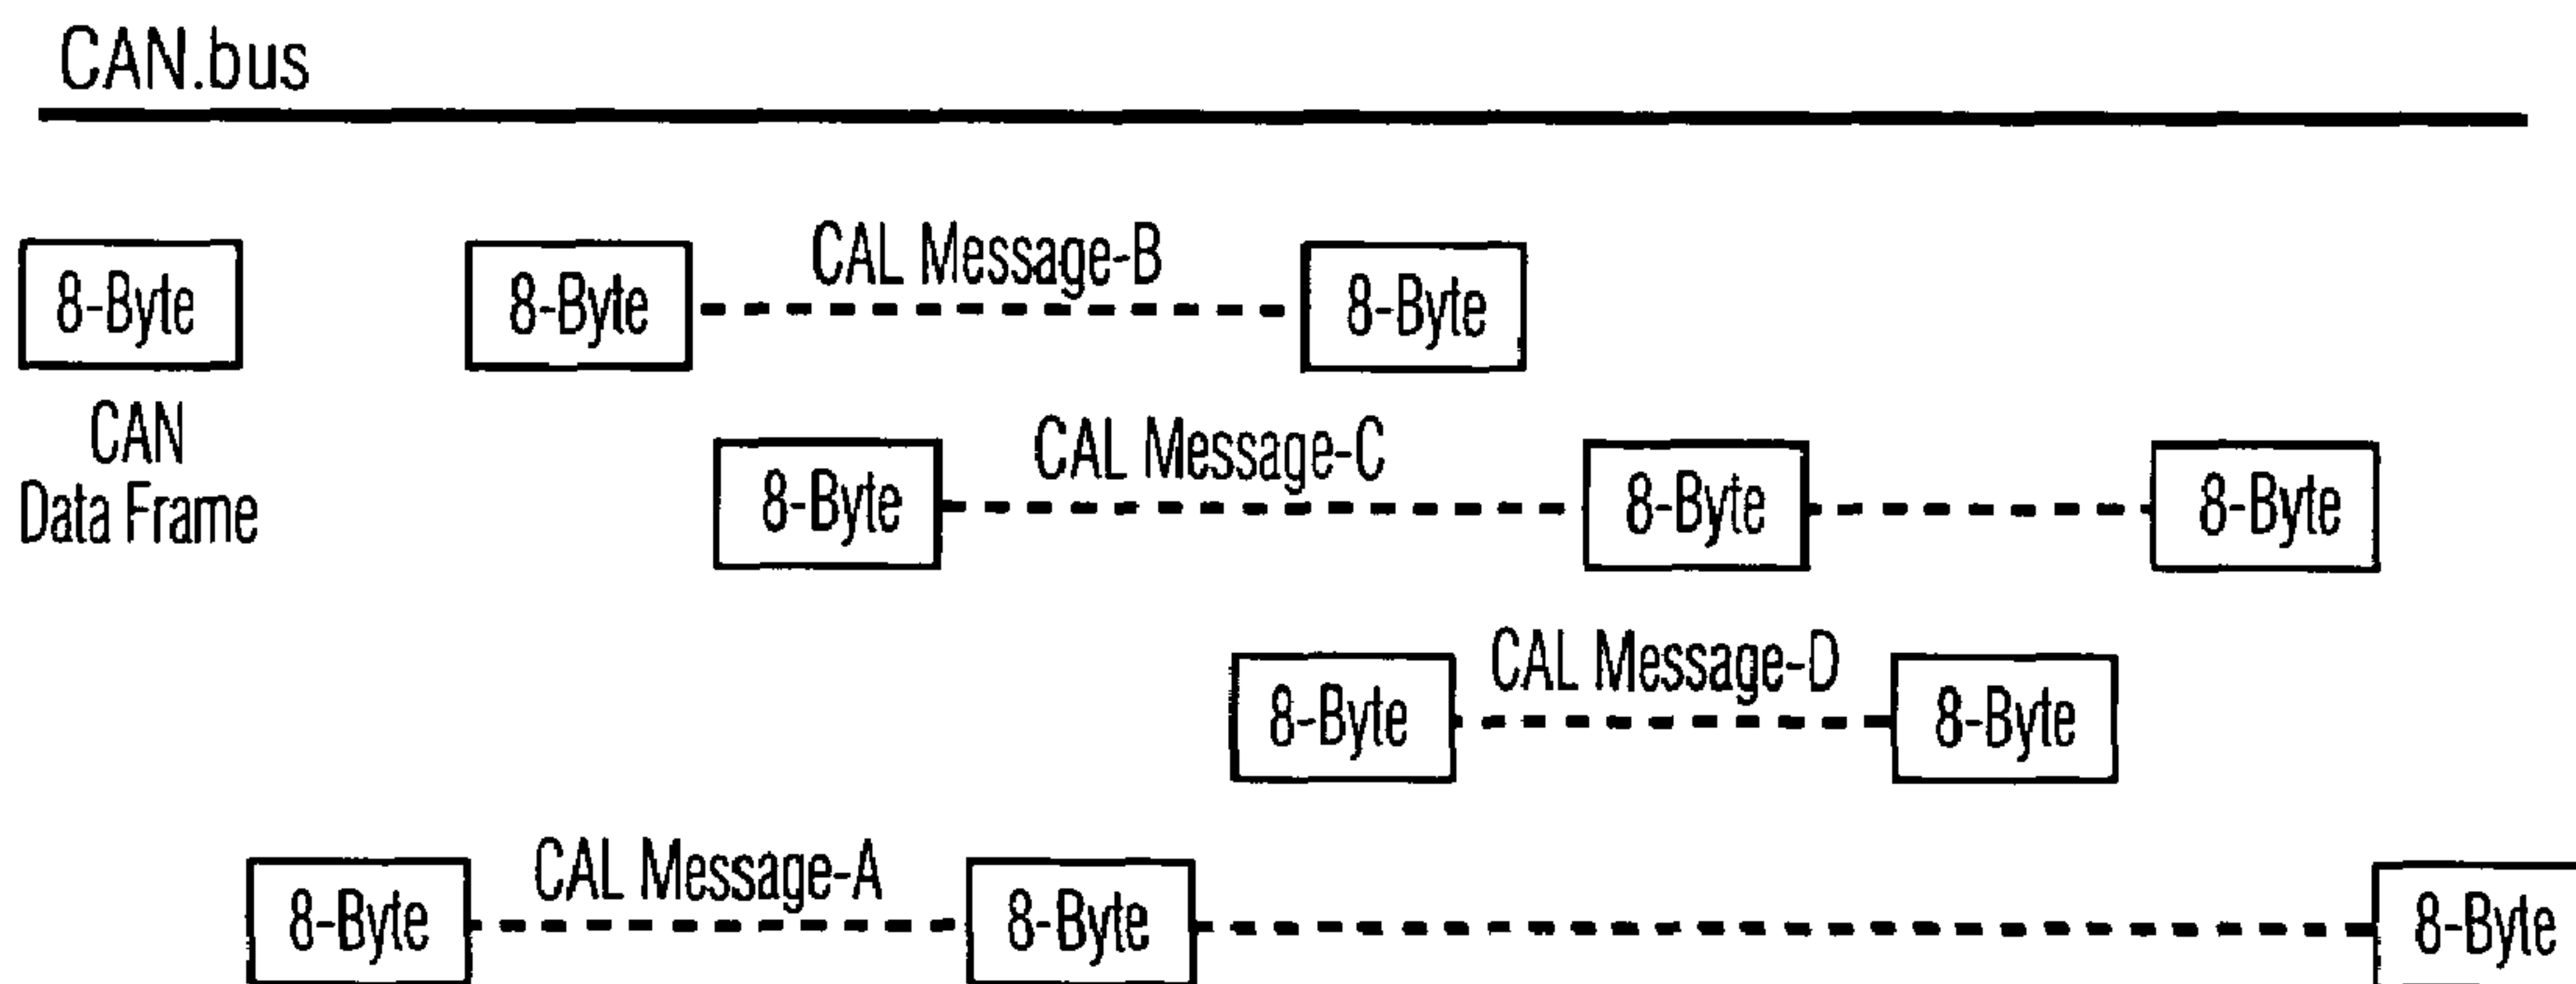 CAN.bus
8-Byte
CAN
Data Frame
8-Byte
CAL Message-B
8-Byte
8-Byte
CAL Message-C
8-Byte
8-Byte
8-Byte
CAL Message-D
8-Byte
8-Byte
CAL Message-A
8-Byte
8-Byte